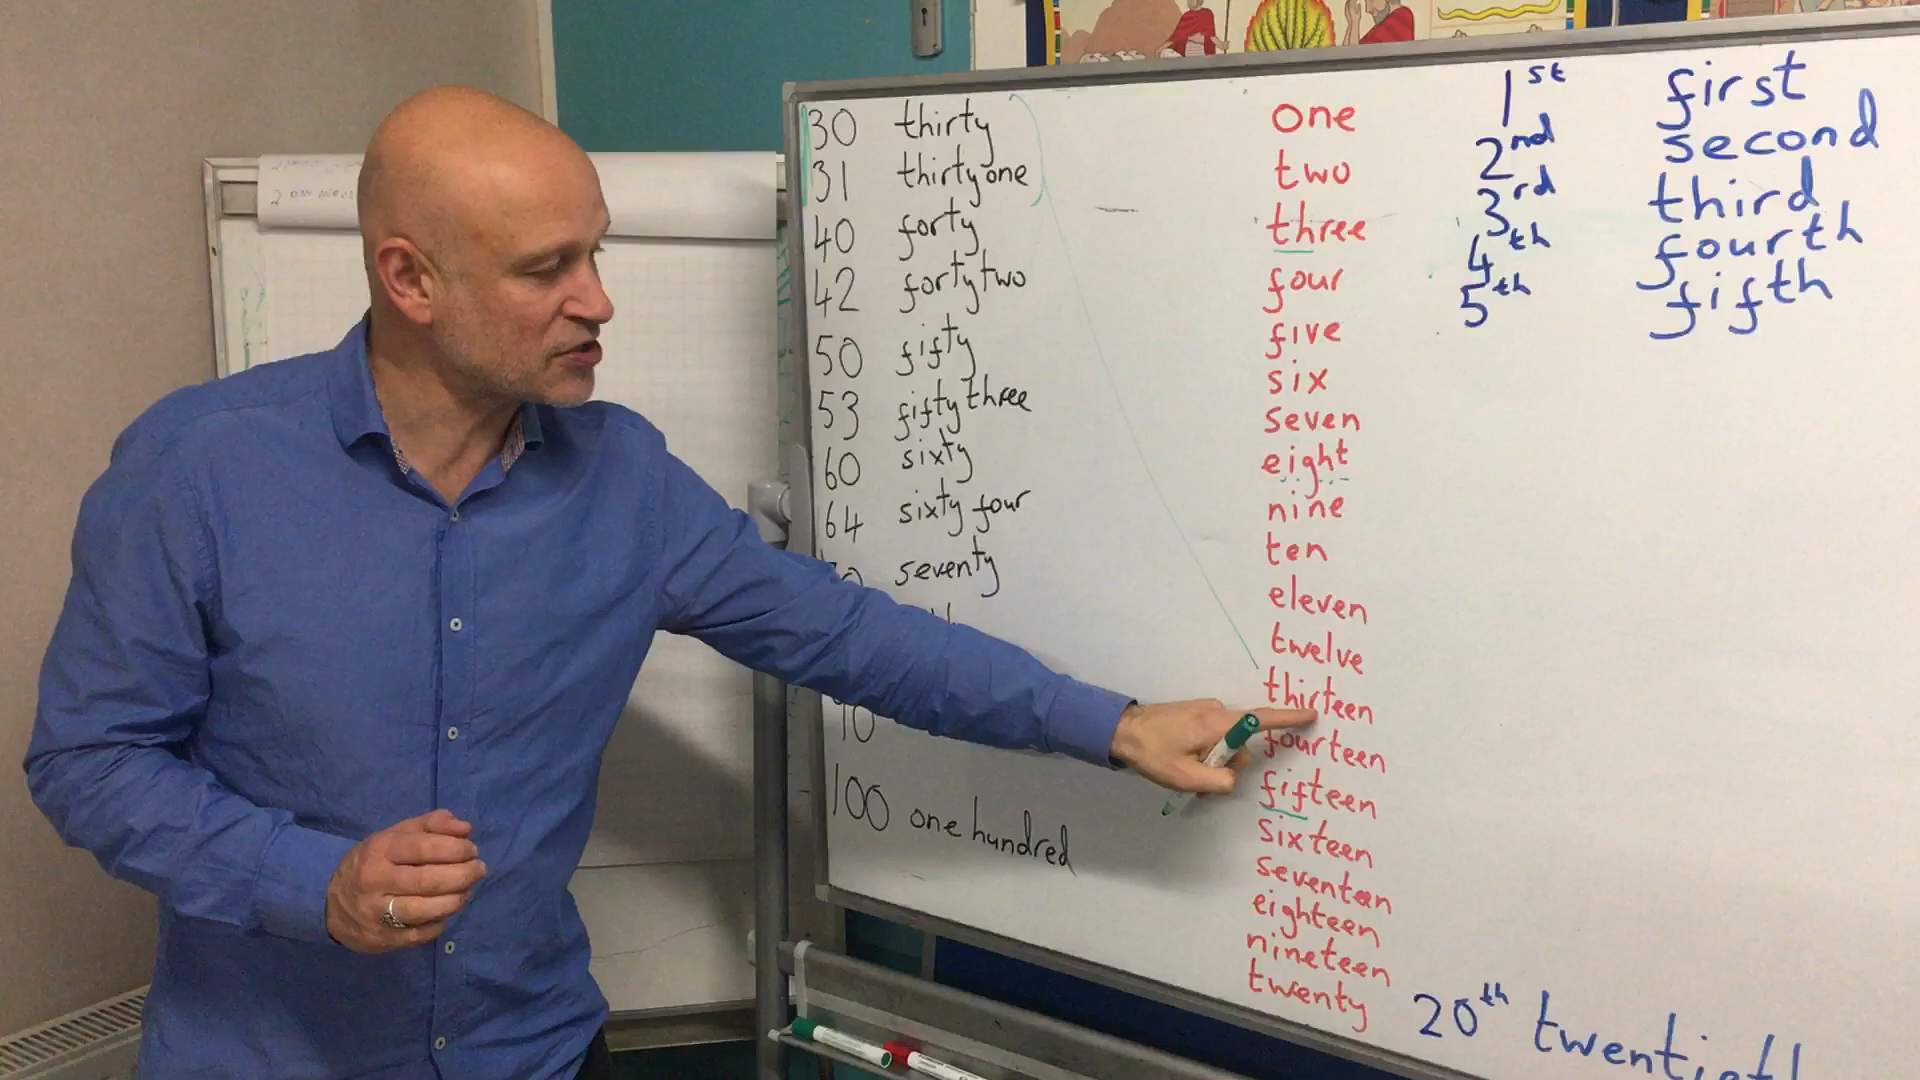 30 thirty
31 thirty one
40 forty
42 forty two
50 fifty
53 fifty three
60 sixty
64 sixty four
seventy
100 one hundred
one
two
three
four
five
six
seven
eight
nine
ten
eleven
twelve
thirteen
fourteen
fifteen
sixteen
seventeen
eighteen
nineteen
twenty
1st first
2nd second
3rd third
4th fourth
5th fifth
20th twentieth